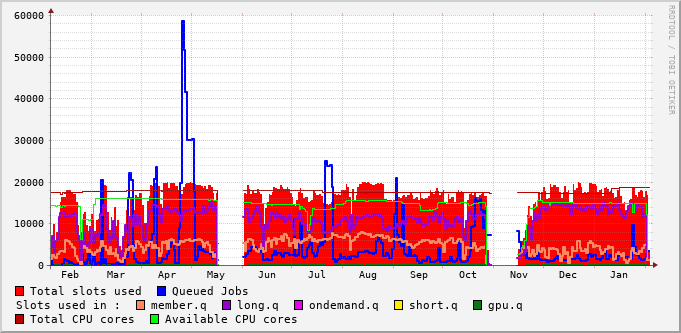 60000
50000
40000
30000
20000
10000
0
Feb Mar Apr May Jun Jul Aug Sep Oct Nov Dec Jan
RRDTOOL / TOBI OETIKER
Total slots used Queued Jobs
Slots used in : member.q long.q ondemand.q short.q gpu.q
Total CPU cores Available CPU cores